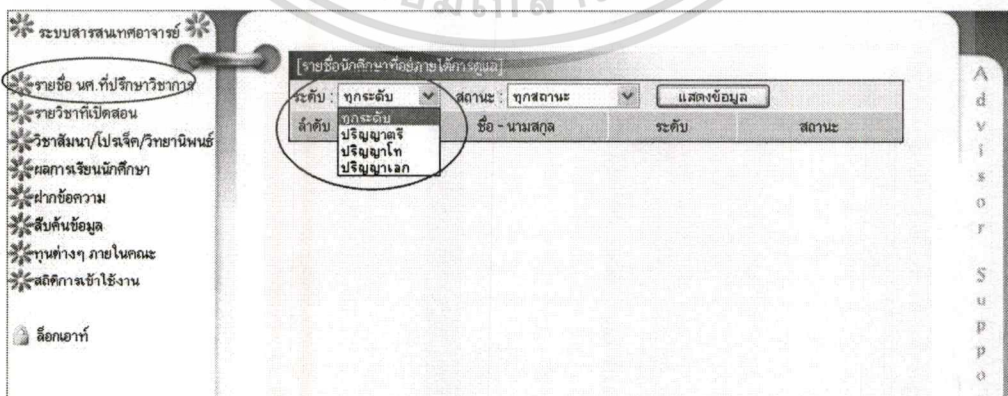 ระบบสารสนเทศอาจารย์
รายชื่อ นศ.ที่ปรึกษาวิชาการ
รายวิชาที่เปิดสอน
วิชาสัมนา/โปรเจ็ค/วิทยานิพนธ์
ผลการเรียนนักศึกษา
ฝากข้อความ
สืบค้นข้อมูล
ทุนต่างๆ ภายในคณะ
สถิติการเข้าใช้งาน
ล็อกเอาท์
[รายชื่อนักศึกษาที่อยู่ภายใต้การดูแล]
ระดับ : ทุกระดับ สถานะ : ทุกสถานะ แสดงข้อมูล
ลำดับ ชื่อ - นามสกุล ระดับ สถานะ
ทุกระดับ
ปริญญาตรี
ปริญญาโท
ปริญญาเอก
Advisor Suppo